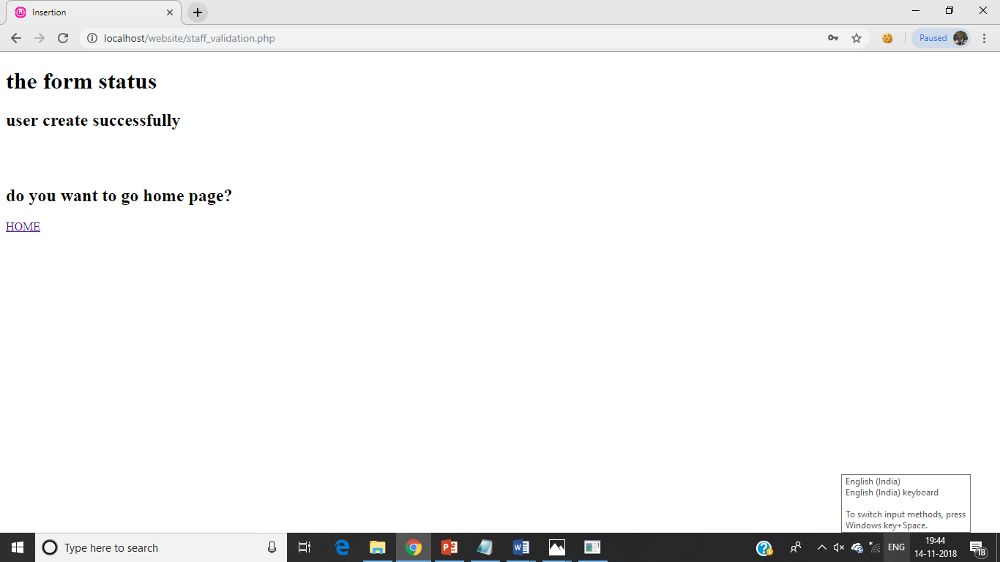 Insertion
localhost/website/staff_validation.php
Paused
the form status
user create successfully
do you want to go home page?
HOME
English (India)
English (India) keyboard
To switch input methods, press
Windows key+Space.
Type here to search
ENG
19:44
14-11-2018
18